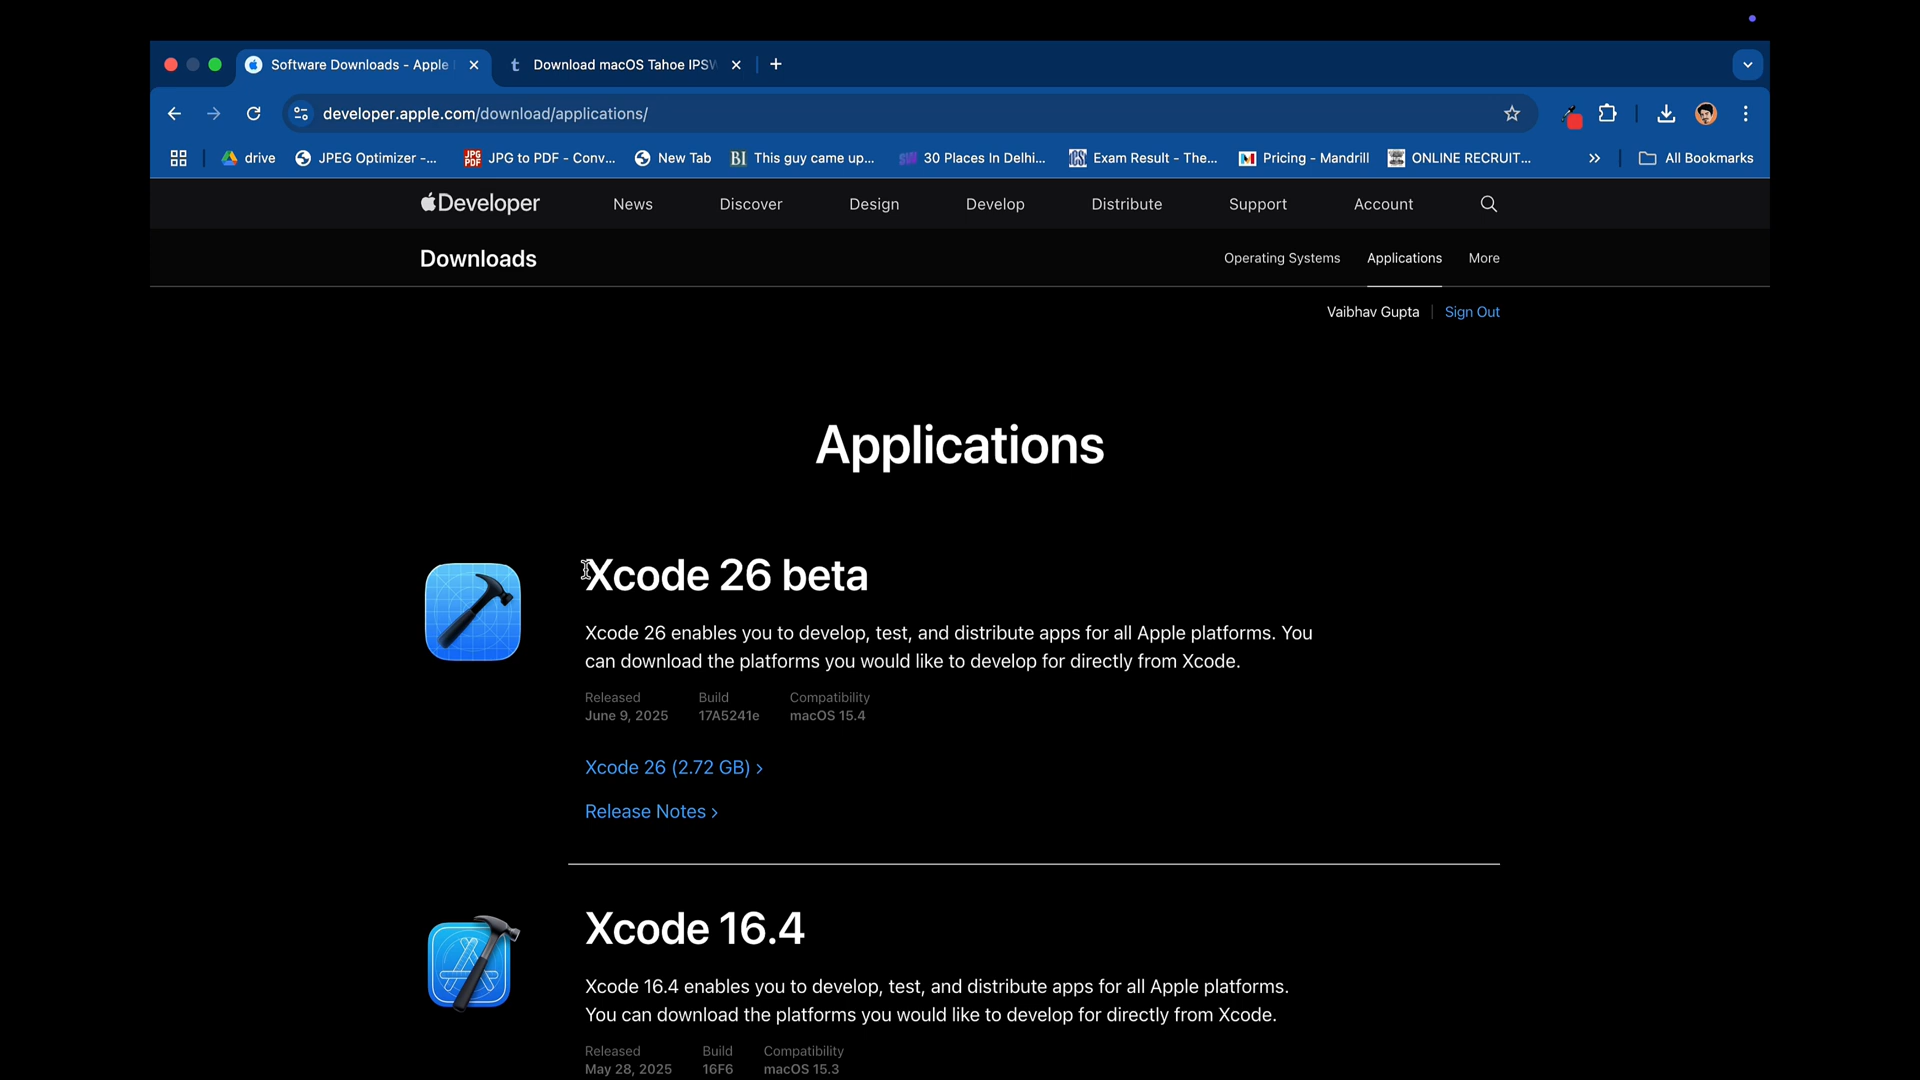 Software Downloads - Apple
Download macOS Tahoe IPSW
developer.apple.com/download/applications/
drive
JPEG Optimizer -...
JPG to PDF - Conv...
New Tab
BI This guy came up...
30 Places In Delhi...
Exam Result - The...
Pricing - Mandrill
ONLINE RECRUIT...
All Bookmarks
Developer
News
Discover
Design
Develop
Distribute
Support
Account
Downloads
Operating Systems
Applications
More
Vaibhav Gupta
Sign Out
Applications
Xcode 26 beta
Xcode 26 enables you to develop, test, and distribute apps for all Apple platforms. You
can download the platforms you would like to develop for directly from Xcode.
Released Build Compatibility
June 9, 2025 17A5241e macOS 15.4
Xcode 26 (2.72 GB) ›
Release Notes ›
Xcode 16.4
Xcode 16.4 enables you to develop, test, and distribute apps for all Apple platforms.
You can download the platforms you would like to develop for directly from Xcode.
Released Build Compatibility
May 28, 2025 16F6 macOS 15.3